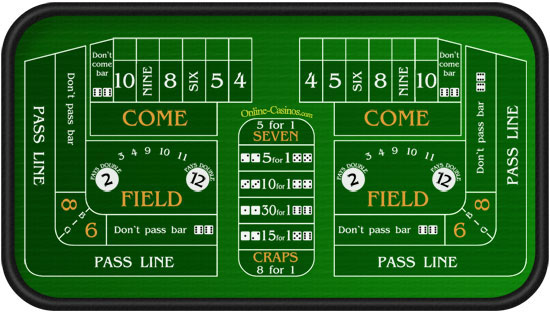 Don't
come
bar
10 NINE 8 SIX 5 4
COME
Don't pass bar
PASS LINE
3 4 9 10 11
PAYS DOUBLE
2
PAYS DOUBLE
12
FIELD
8
BIG
6
Don't pass bar
PASS LINE
Online-Casinos.com
5 for 1
SEVEN
5 for 1
10 for 1
30 for 1
15 for 1
CRAPS
8 for 1
4 5 SIX 8 NINE 10
Don't
come
bar
COME
Don't pass bar
PASS LINE
3 4 9 10 11
PAYS DOUBLE
2
PAYS DOUBLE
12
FIELD
Don't pass bar
6
BIG
8
PASS LINE